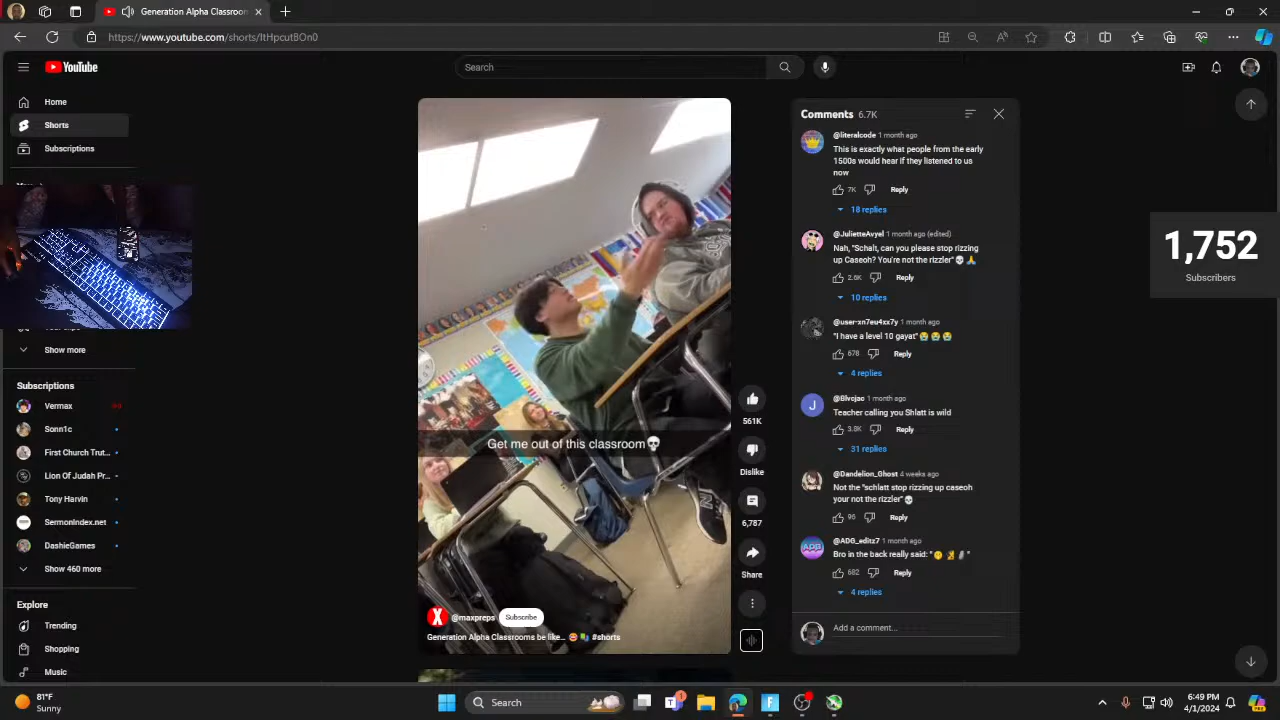 Generation Alpha Classroom
https://www.youtube.com/shorts/1tHpcutBOn0
YouTube
Search
Home
Shorts
Subscriptions
Show more
Subscriptions
Vermax
Sonn1c
First Church Trut...
Lion Of Judah Pr...
Tony Harvin
SermonIndex.net
DashieGames
Show 460 more
Explore
Trending
Shopping
Music
Get me out of this classroom💀
@maxpreps Subscribe
Generation Alpha Classrooms be like... #shorts
561K
Dislike
6,787
Share
Comments 6.7K
@literalcode 1 month ago
This is exactly what people from the early
1500s would hear if they listened to us
now
7K Reply
18 replies
@JulietteAvyel 1 month ago (edited)
Nah, "Schalt, can you please stop rizzing
up Caseoh? You're not the rizzler"💀🙏
2.6K Reply
10 replies
@user-xn7eu4xx7y 1 month ago
"I have a level 10 gayat"😭😭😭
678 Reply
4 replies
J
@Blvcjac 1 month ago
Teacher calling you Shlatt is wild
3.8K Reply
31 replies
@Dandelion_Ghost 4 weeks ago
Not the "schlatt stop rizzing up caseoh
your not the rizzler"💀
96 Reply
ADG
@ADG_editz7 1 month ago
Bro in the back really said: "🤫🧏🗿"
682 Reply
4 replies
Add a comment...
1,752
Subscribers
81°F
Sunny
Search
6:49 PM
4/1/2024